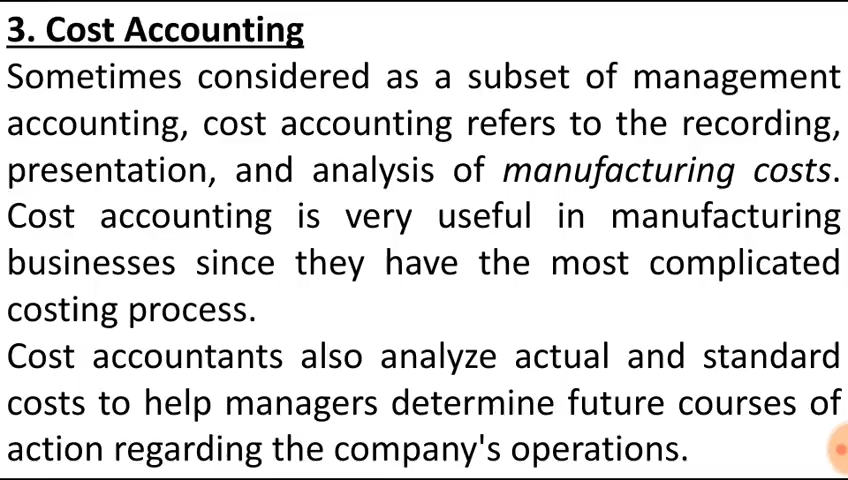 3. Cost Accounting
Sometimes considered as a subset of management
accounting, cost accounting refers to the recording,
presentation, and analysis of manufacturing costs.
Cost accounting is very useful in manufacturing
businesses since they have the most complicated
costing process.
Cost accountants also analyze actual and standard
costs to help managers determine future courses of
action regarding the company's operations.